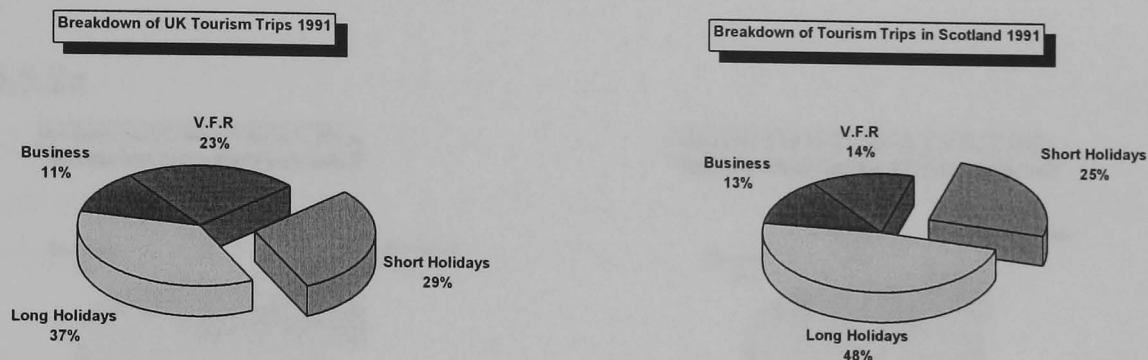 Breakdown of UK Tourism Trips 1991
V.F.R
23%
Business
11%
Short Holidays
29%
Long Holidays
37%
Breakdown of Tourism Trips in Scotland 1991
V.F.R
14%
Business
13%
Short Holidays
25%
Long Holidays
48%